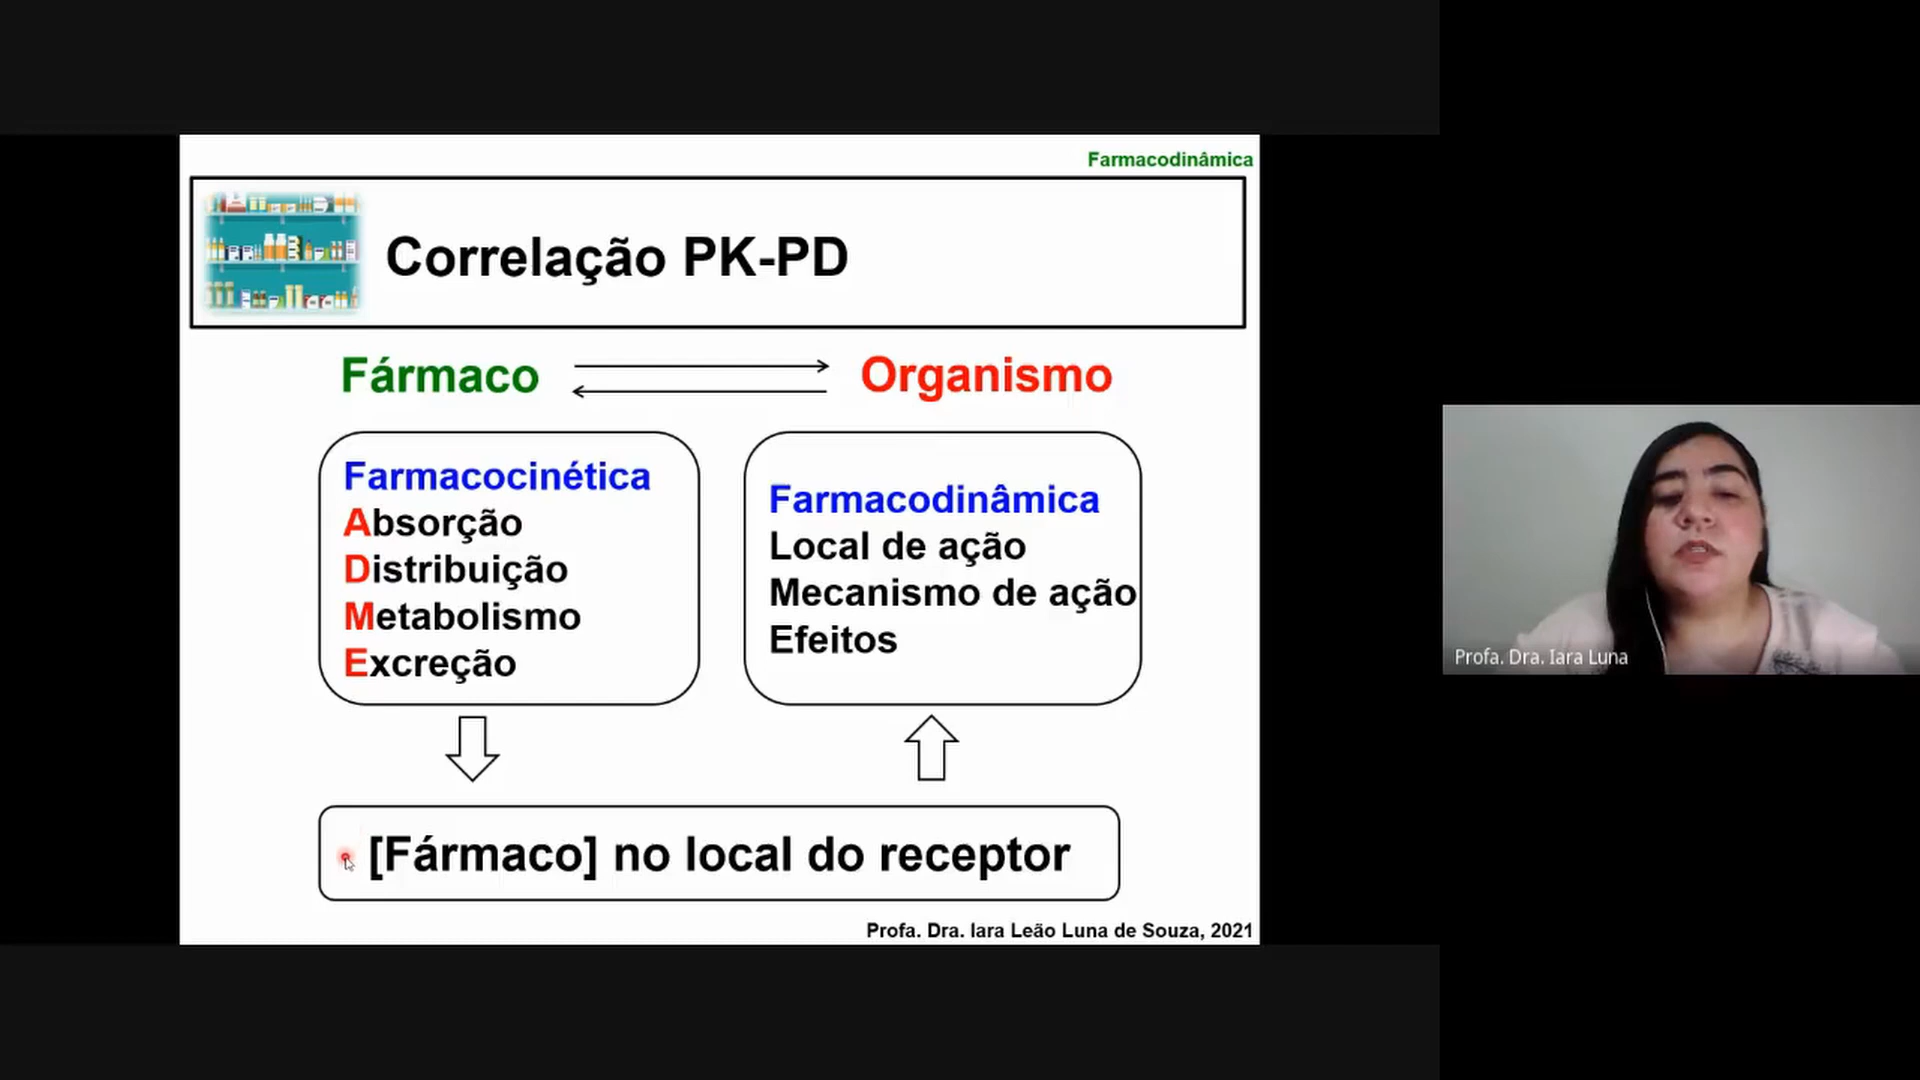 Farmacodinâmica
Correlação PK-PD
Fármaco
Organismo
Farmacocinética
Absorção
Distribuição
Metabolismo
Excreção
Farmacodinâmica
Local de ação
Mecanismo de ação
Efeitos
[Fármaco] no local do receptor
Profa. Dra. Iara Leão Luna de Souza, 2021
Profa. Dra. Iara Luna